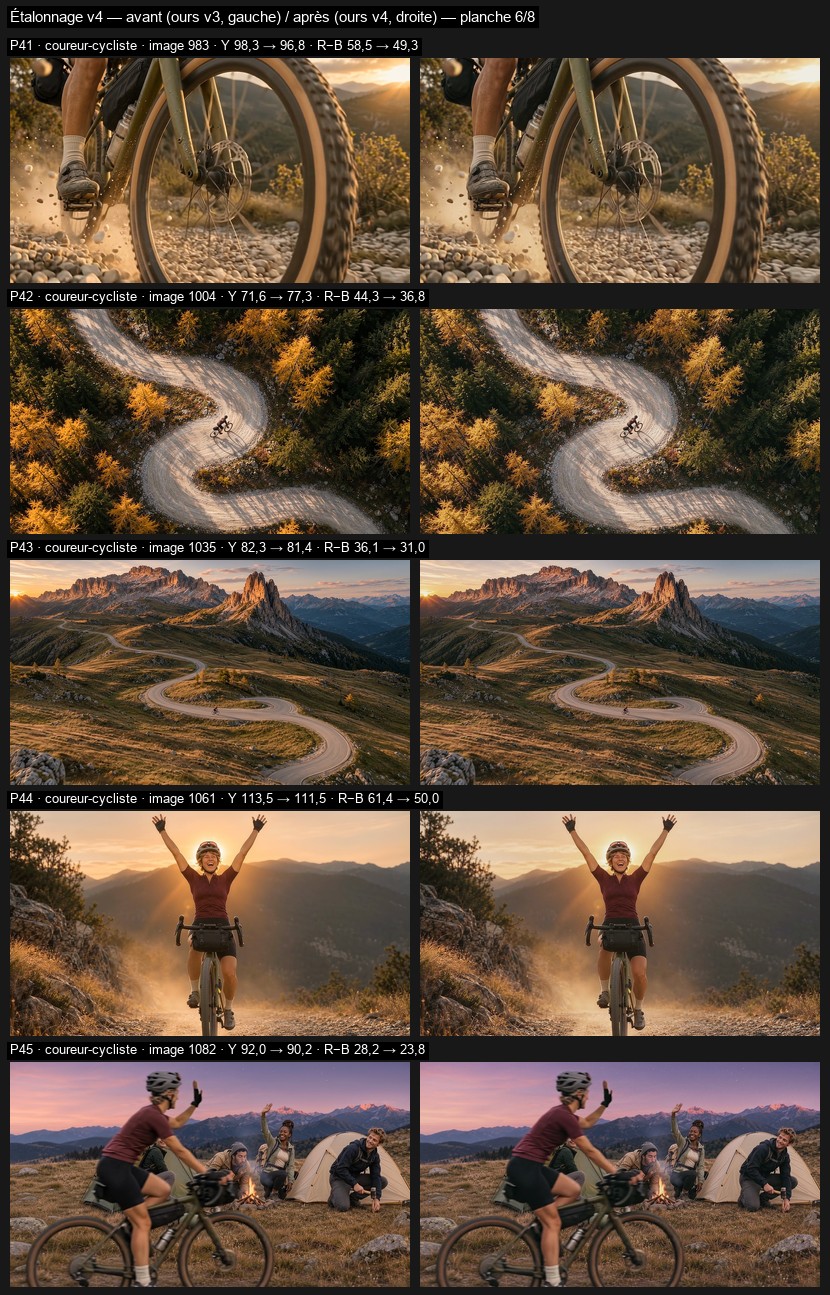 Étalonnage v4 — avant (ours v3, gauche) / après (ours v4, droite) — planche 6/8
P41 · coureur-cycliste · image 983 · Y 98,3 → 96,8 · R−B 58,5 → 49,3
P42 · coureur-cycliste · image 1004 · Y 71,6 → 77,3 · R−B 44,3 → 36,8
P43 · coureur-cycliste · image 1035 · Y 82,3 → 81,4 · R−B 36,1 → 31,0
P44 · coureur-cycliste · image 1061 · Y 113,5 → 111,5 · R−B 61,4 → 50,0
P45 · coureur-cycliste · image 1082 · Y 92,0 → 90,2 · R−B 28,2 → 23,8